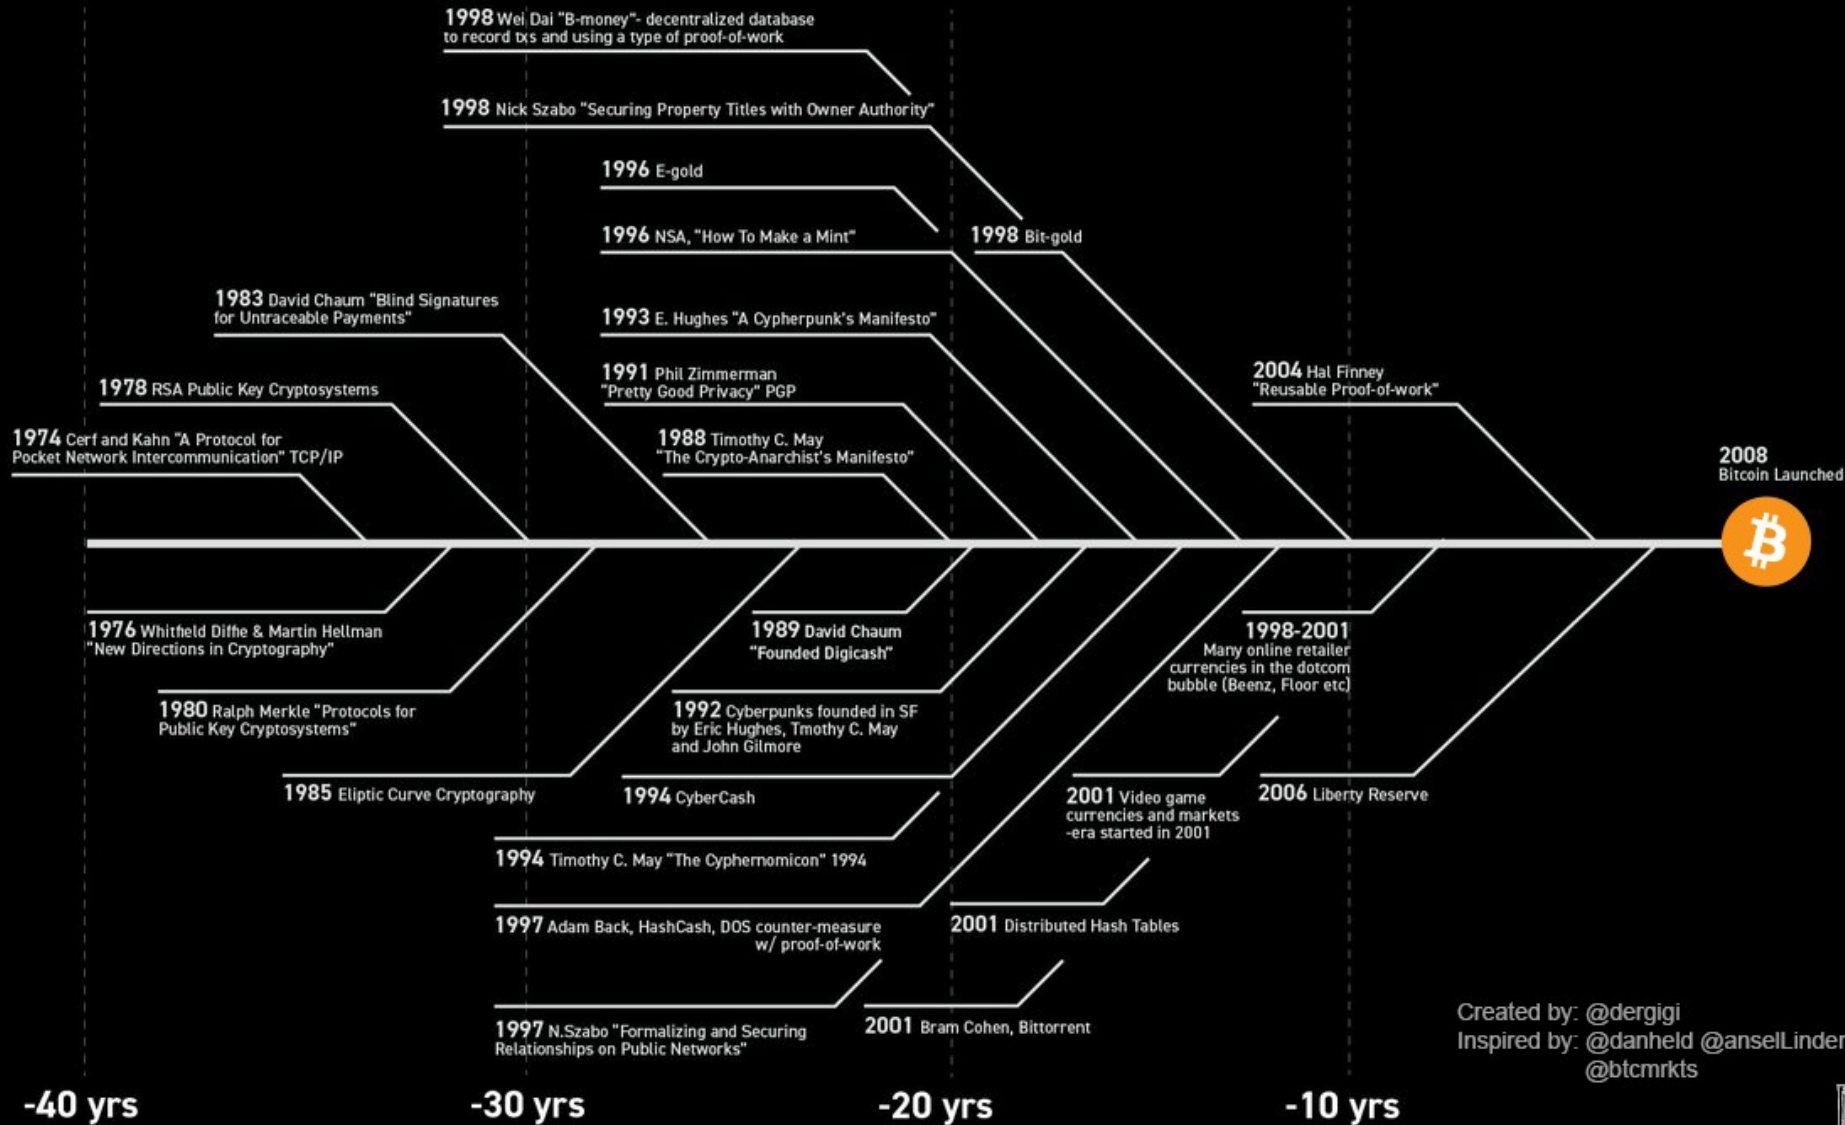 1998 Wei Dai "B-money"- decentralized database
to record txs and using a type of proof-of-work
1998 Nick Szabo "Securing Property Titles with Owner Authority"
1996 E-gold
1996 NSA, "How To Make a Mint"
1998 Bit-gold
1983 David Chaum "Blind Signatures
for Untraceable Payments"
1993 E. Hughes "A Cypherpunk's Manifesto"
1991 Phil Zimmerman
"Pretty Good Privacy" PGP
2004 Hal Finney
"Reusable Proof-of-work"
1978 RSA Public Key Cryptosystems
1974 Cerf and Kahn "A Protocol for
Pocket Network Intercommunication" TCP/IP
1988 Timothy C. May
"The Crypto-Anarchist's Manifesto"
2008
Bitcoin Launched
1976 Whitfield Diffie & Martin Hellman
"New Directions in Cryptography"
1989 David Chaum
"Founded Digicash"
1998-2001
Many online retailer
currencies in the dotcom
bubble (Beenz, Floor etc)
1980 Ralph Merkle "Protocols for
Public Key Cryptosystems"
1992 Cyberpunks founded in SF
by Eric Hughes, Tmothy C. May
and John Gilmore
1985 Eliptic Curve Cryptography
1994 CyberCash
2001 Video game
currencies and markets
-era started in 2001
2006 Liberty Reserve
1994 Timothy C. May "The Cyphernomicon" 1994
1997 Adam Back, HashCash, DOS counter-measure
w/ proof-of-work
2001 Distributed Hash Tables
1997 N.Szabo "Formalizing and Securing
Relationships on Public Networks"
2001 Bram Cohen, Bittorrent
Created by: @dergigi
Inspired by: @danheld @anselLinder
@btcmrkts
-40 yrs
-30 yrs
-20 yrs
-10 yrs